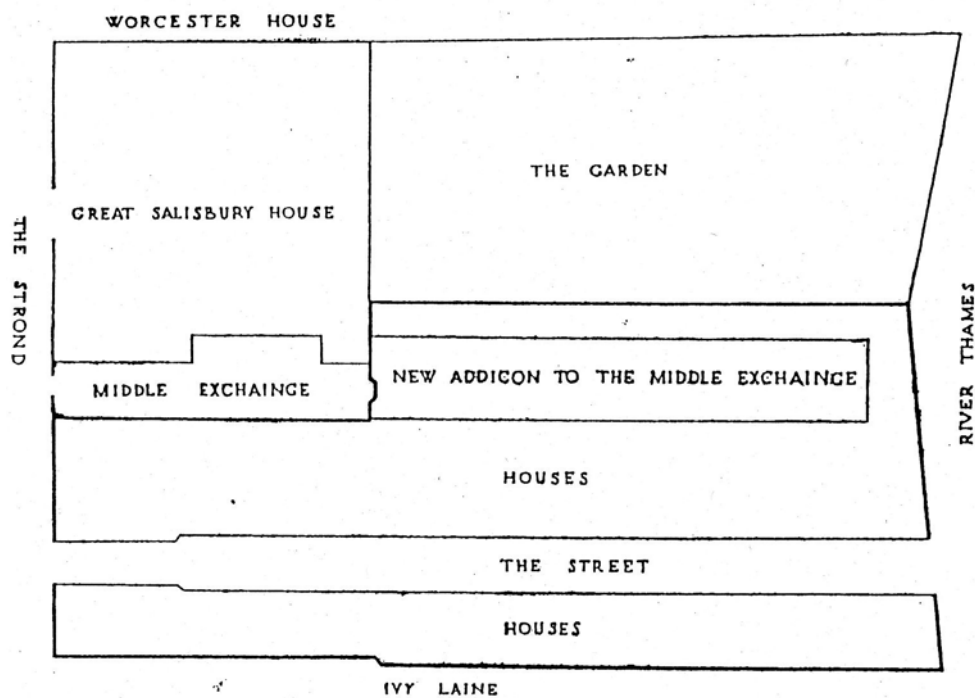 WORCESTER HOUSE
THE GARDEN
GREAT SALISBURY HOUSE
THE STROND
RIVER THAMES
MIDDLE EXCHAINGE
NEW ADDICON TO THE MIDDLE EXCHAINGE
HOUSES
THE STREET
HOUSES
IVY LAINE